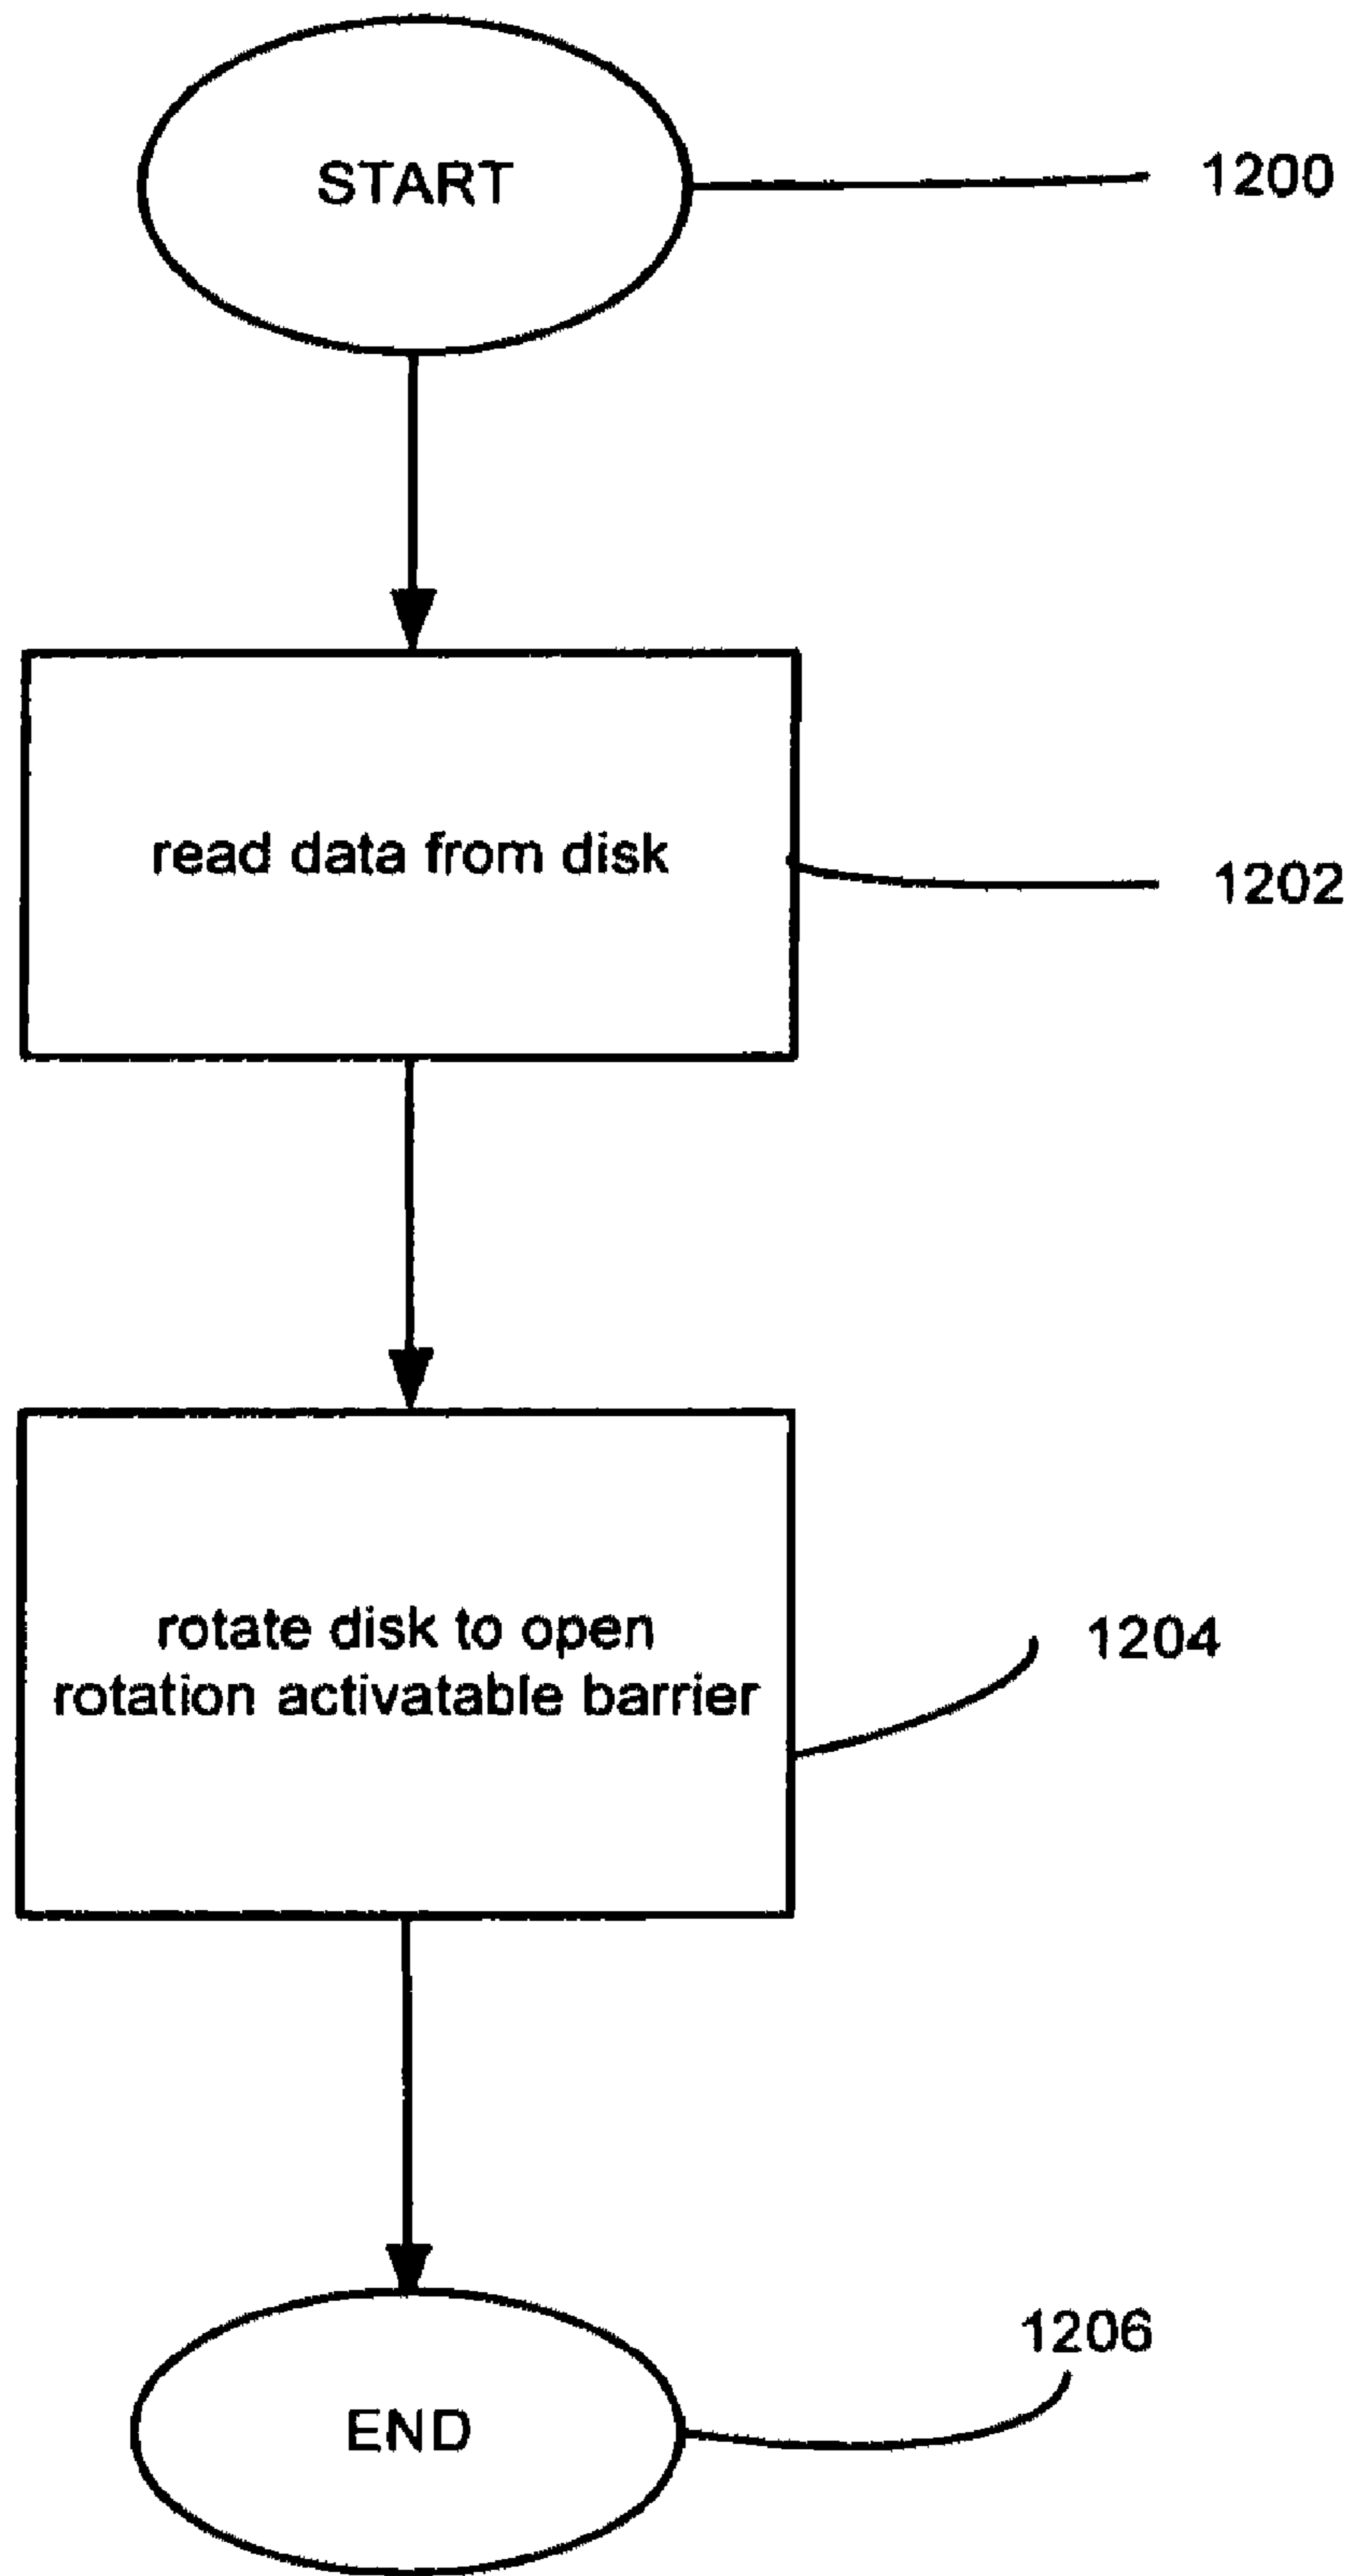 START
1200
read data from disk
1202
rotate disk to open
rotation activatable barrier
1204
1206
END